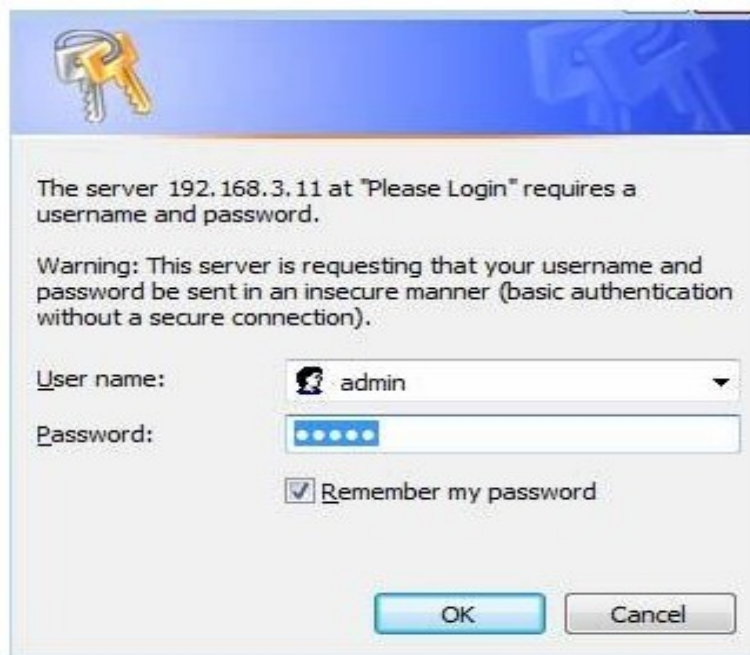 The server 192.168.3.11 at "Please Login" requires a
username and password.
Warning: This server is requesting that your username and
password be sent in an insecure manner (basic authentication
without a secure connection).
User name:
admin
Password:
•••••
Remember my password
OK
Cancel